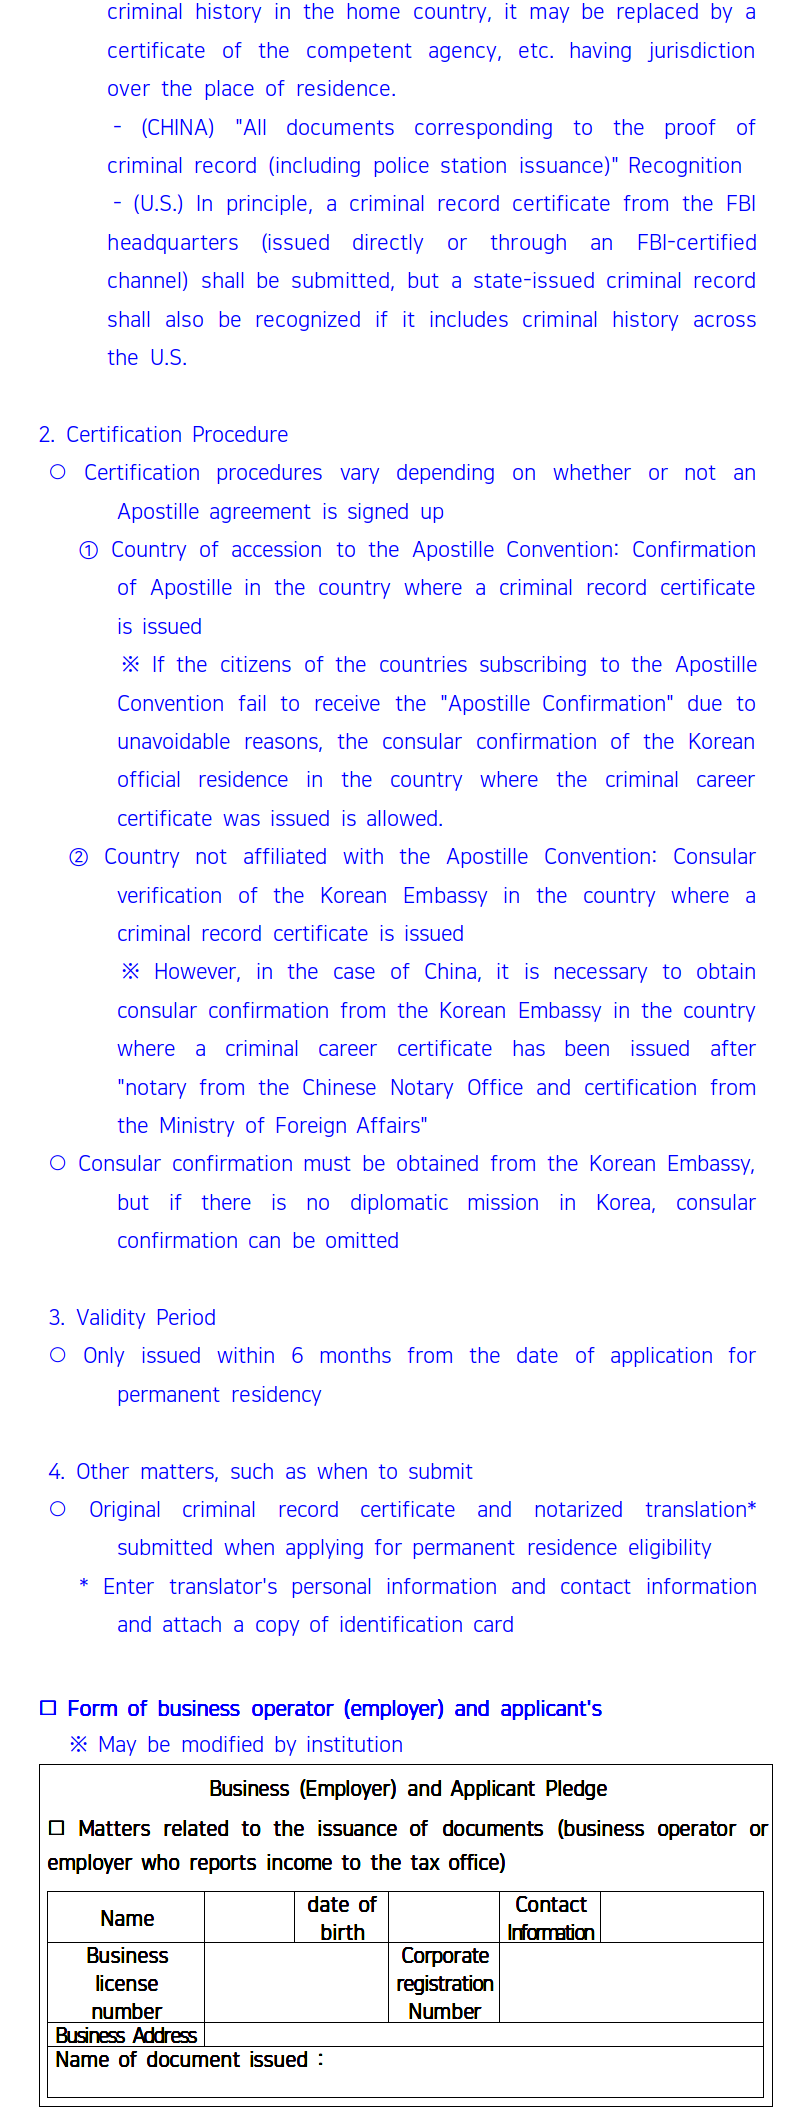 criminal history in the home country, it may be replaced by a
certificate of the competent agency, etc. having jurisdiction
over the place of residence.
- (CHINA) "All documents corresponding to the proof of
criminal record (including police station issuance)" Recognition
- (U.S.) In principle, a criminal record certificate from the FBI
headquarters (issued directly or through an FBI-certified
channel) shall be submitted, but a state-issued criminal record
shall also be recognized if it includes criminal history across
the U.S.
2. Certification Procedure
○ Certification procedures vary depending on whether or not an
Apostille agreement is signed up
① Country of accession to the Apostille Convention: Confirmation
of Apostille in the country where a criminal record certificate
is issued
※ If the citizens of the countries subscribing to the Apostille
Convention fail to receive the "Apostille Confirmation" due to
unavoidable reasons, the consular confirmation of the Korean
official residence in the country where the criminal career
certificate was issued is allowed.
② Country not affiliated with the Apostille Convention: Consular
verification of the Korean Embassy in the country where a
criminal record certificate is issued
※ However, in the case of China, it is necessary to obtain
consular confirmation from the Korean Embassy in the country
where a criminal career certificate has been issued after
"notary from the Chinese Notary Office and certification from
the Ministry of Foreign Affairs"
○ Consular confirmation must be obtained from the Korean Embassy,
but if there is no diplomatic mission in Korea, consular
confirmation can be omitted
3. Validity Period
○ Only issued within 6 months from the date of application for
permanent residency
4. Other matters, such as when to submit
○ Original criminal record certificate and notarized translation*
submitted when applying for permanent residence eligibility
* Enter translator's personal information and contact information
and attach a copy of identification card
□ Form of business operator (employer) and applicant's
※ May be modified by institution
Business (Employer) and Applicant Pledge
□ Matters related to the issuance of documents (business operator or
employer who reports income to the tax office)
Name
date of
birth
Contact
Information
Business
license
number
Corporate
registration
Number
Business Address
Name of document issued :